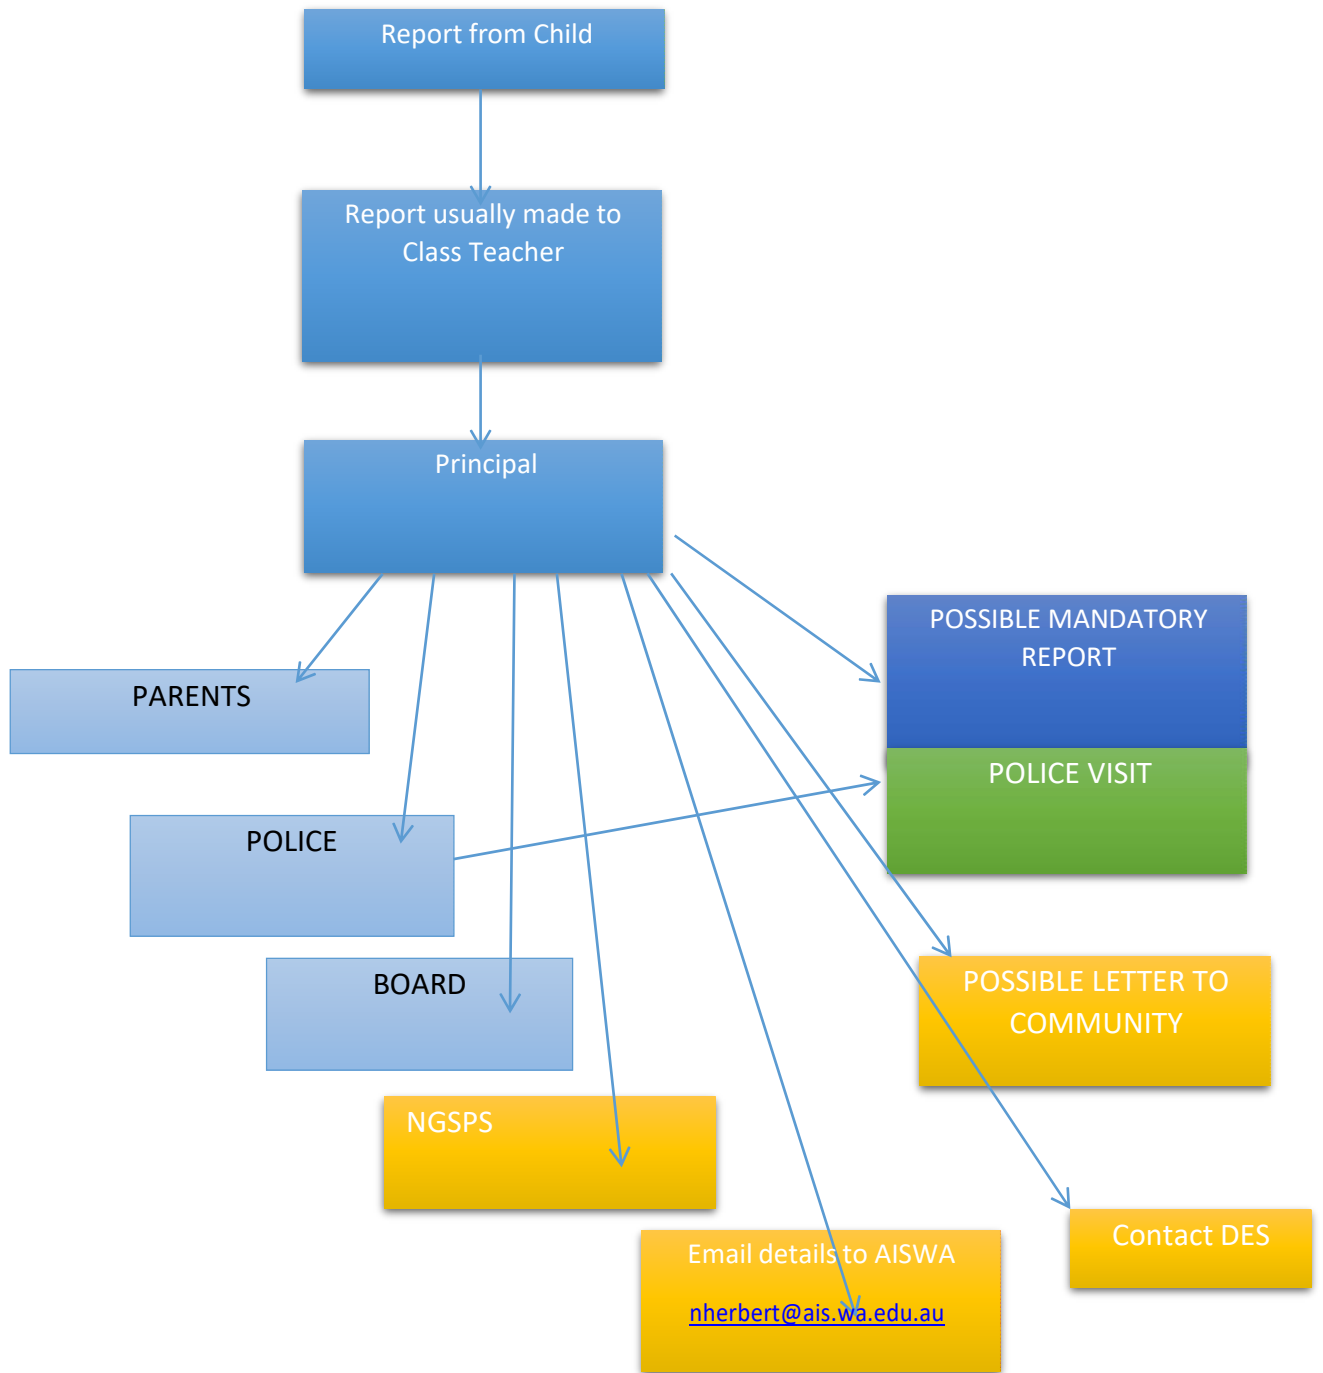 Report from Child
Report usually made to
Class Teacher
Principal
POSSIBLE MANDATORY
REPORT
PARENTS
POLICE VISIT
POLICE
BOARD
POSSIBLE LETTER TO
COMMUNITY
NGSPS
Contact DES
Email details to AISWA
nherbert@ais.wa.edu.au